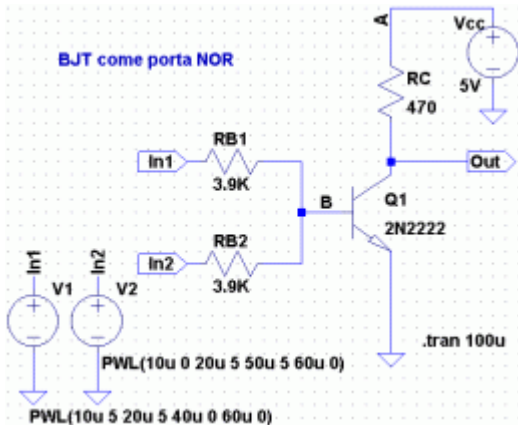 A
Vcc
BJT come porta NOR
RC
5V
470
RB1
In1
Out
3.9K
B
Q1
2N2222
RB2
In2
3.9K
In1
In2
V1
V2
.tran 100u
PWL(10u 0 20u 5 50u 5 60u 0)
PWL(10u 5 20u 5 40u 0 60u 0)